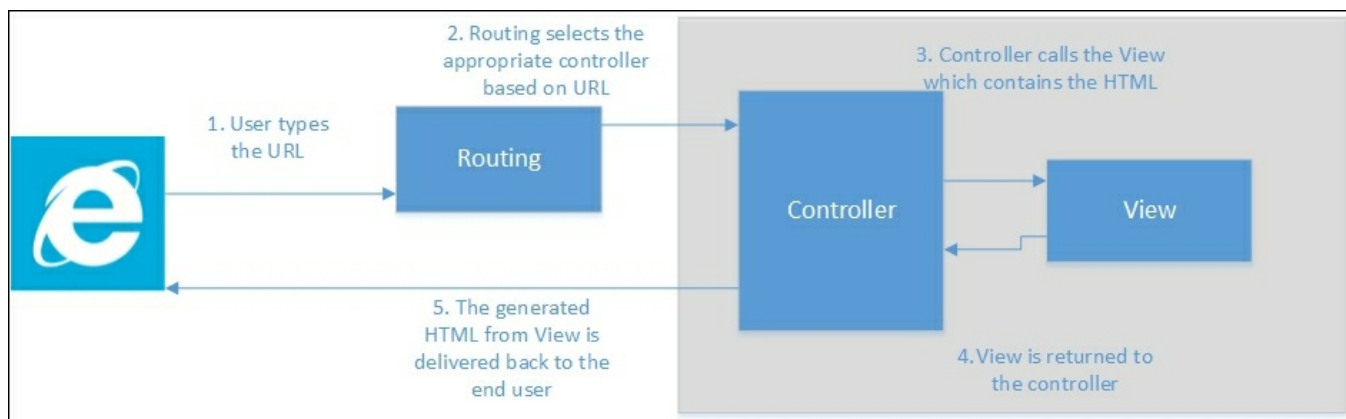 1. User types
the URL
2. Routing selects the
appropriate controller
based on URL
Routing
3. Controller calls the View
which contains the HTML
Controller
View
4.View is returned to
the controller
5. The generated
HTML from View is
delivered back to the
end user